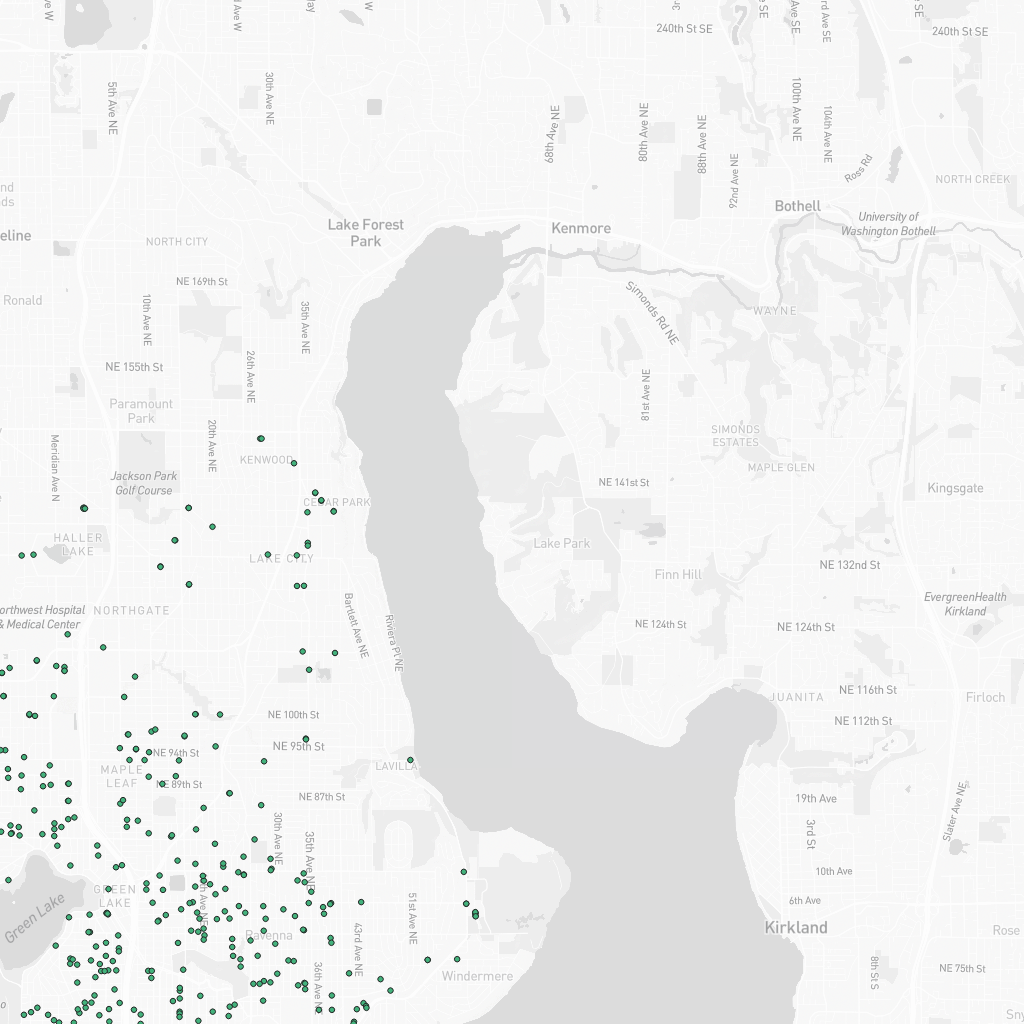 240th St SE
240th St SE
5th Ave NE
30th Ave NE
68th Ave NE
80th Ave NE
88th Ave NE
92nd Ave NE
100th Ave NE
104th Ave NE
Ross Rd
NORTH CREEK
Bothell
University of
Washington Bothell
Lake Forest
Park
Kenmore
NORTH CITY
NE 169th St
Ronald
10th Ave NE
35th Ave NE
Simonds Rd NE
WAYNE
NE 155th St
26th Ave NE
81st Ave NE
Paramount
Park
20th Ave NE
Meridian Ave N
SIMONDS
ESTATES
MAPLE GLEN
KENWOOD
Jackson Park
Golf Course
CEDAR PARK
NE 141st St
Kingsgate
HALLER
LAKE
LAKE CITY
Lake Park
NE 132nd St
Finn Hill
EvergreenHealth
Kirkland
NORTHGATE
& Medical Center
Bartlett Ave NE
Riviera Pl NE
NE 124th St
NE 124th St
JUANITA
NE 116th St
Firloch
NE 112th St
NE 100th St
NE 95th St
NE 94th St
MAPLE
LEAF
NE 89th St
LAVILLA
NE 87th St
19th Ave
3rd St
Slater Ave NE
30th Ave NE
35th Ave NE
10th Ave
6th Ave
GREEN
LAKE
Green Lake
51st Ave NE
43rd Ave NE
Ravenna
Kirkland
Rose
36th Ave NE
Windermere
8th St S
NE 75th St